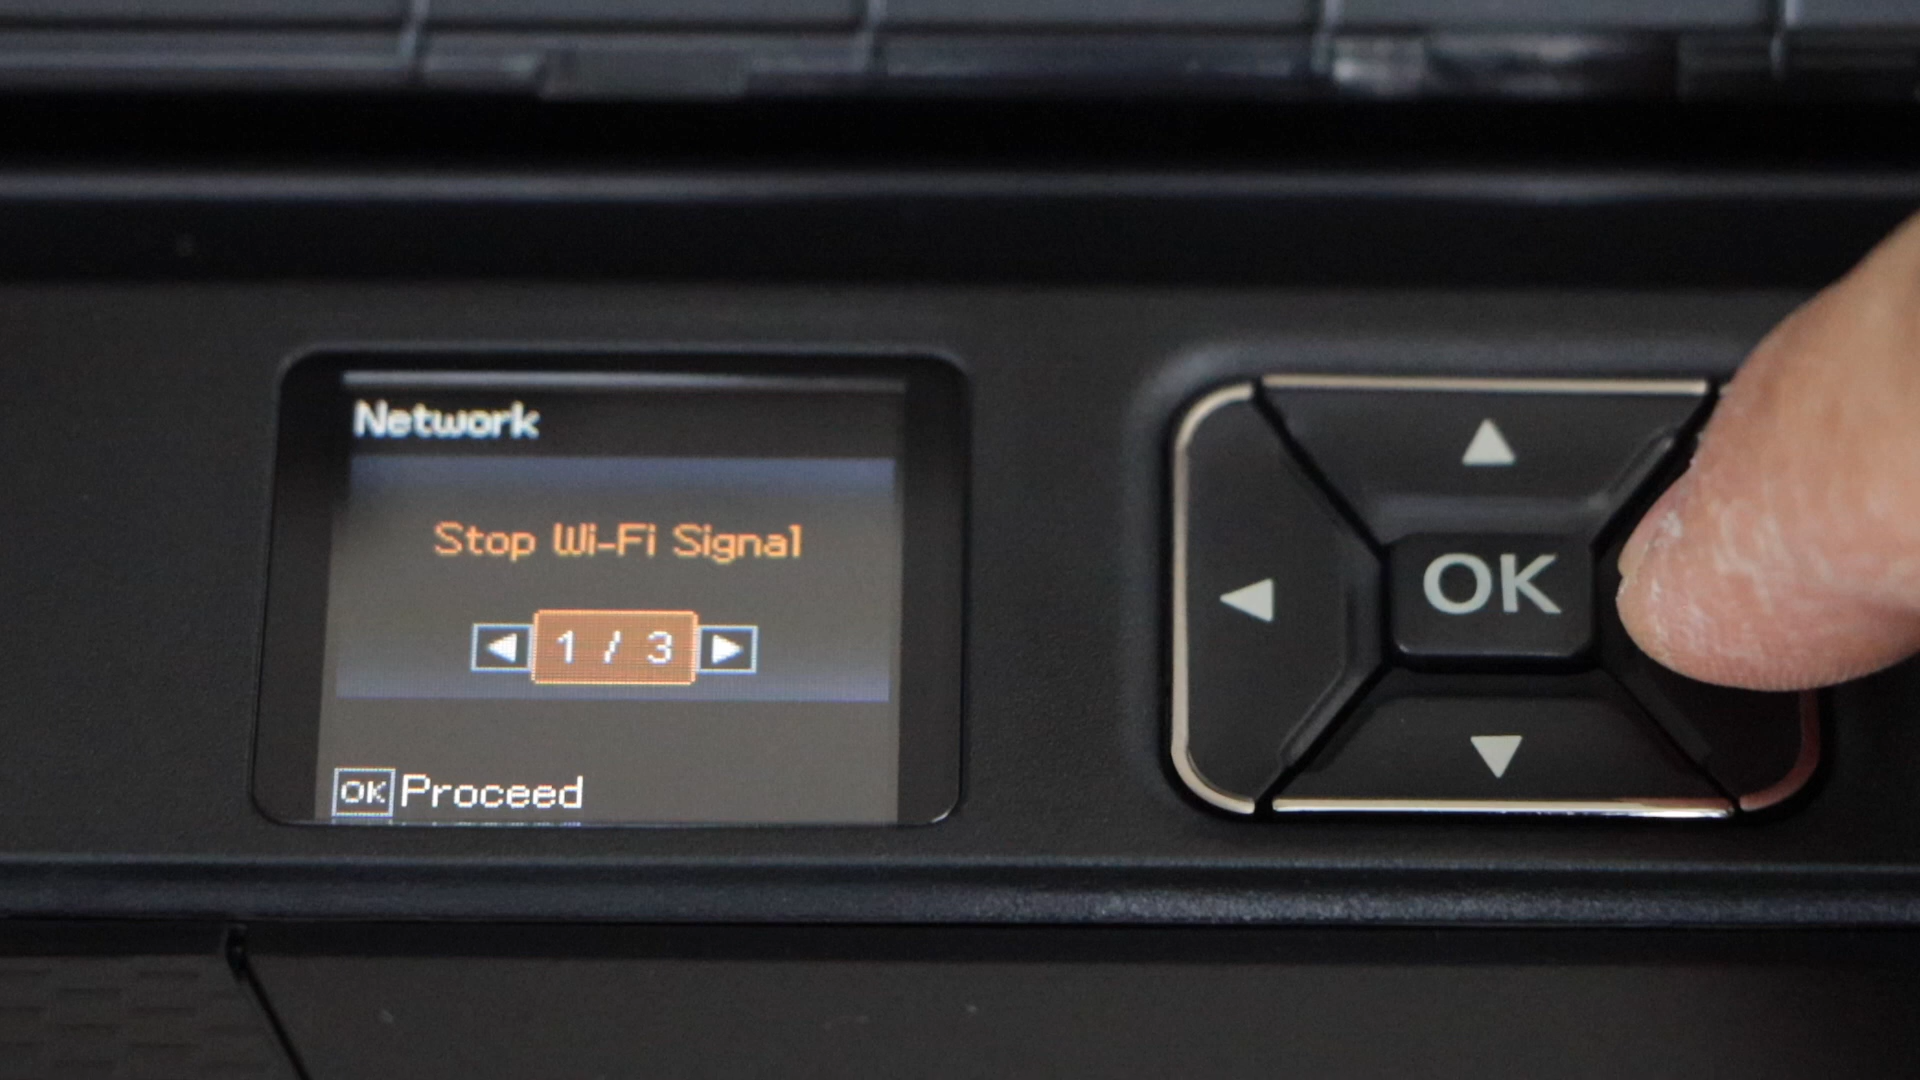 Network
Stop Wi-Fi Signal
◀ 1 / 3 ▶
OK Proceed
OK